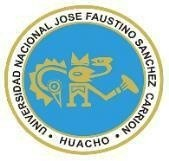 UNIVERSIDAD NACIONAL JOSE FAUSTINO SANCHEZ CARRION
• HUACHO •